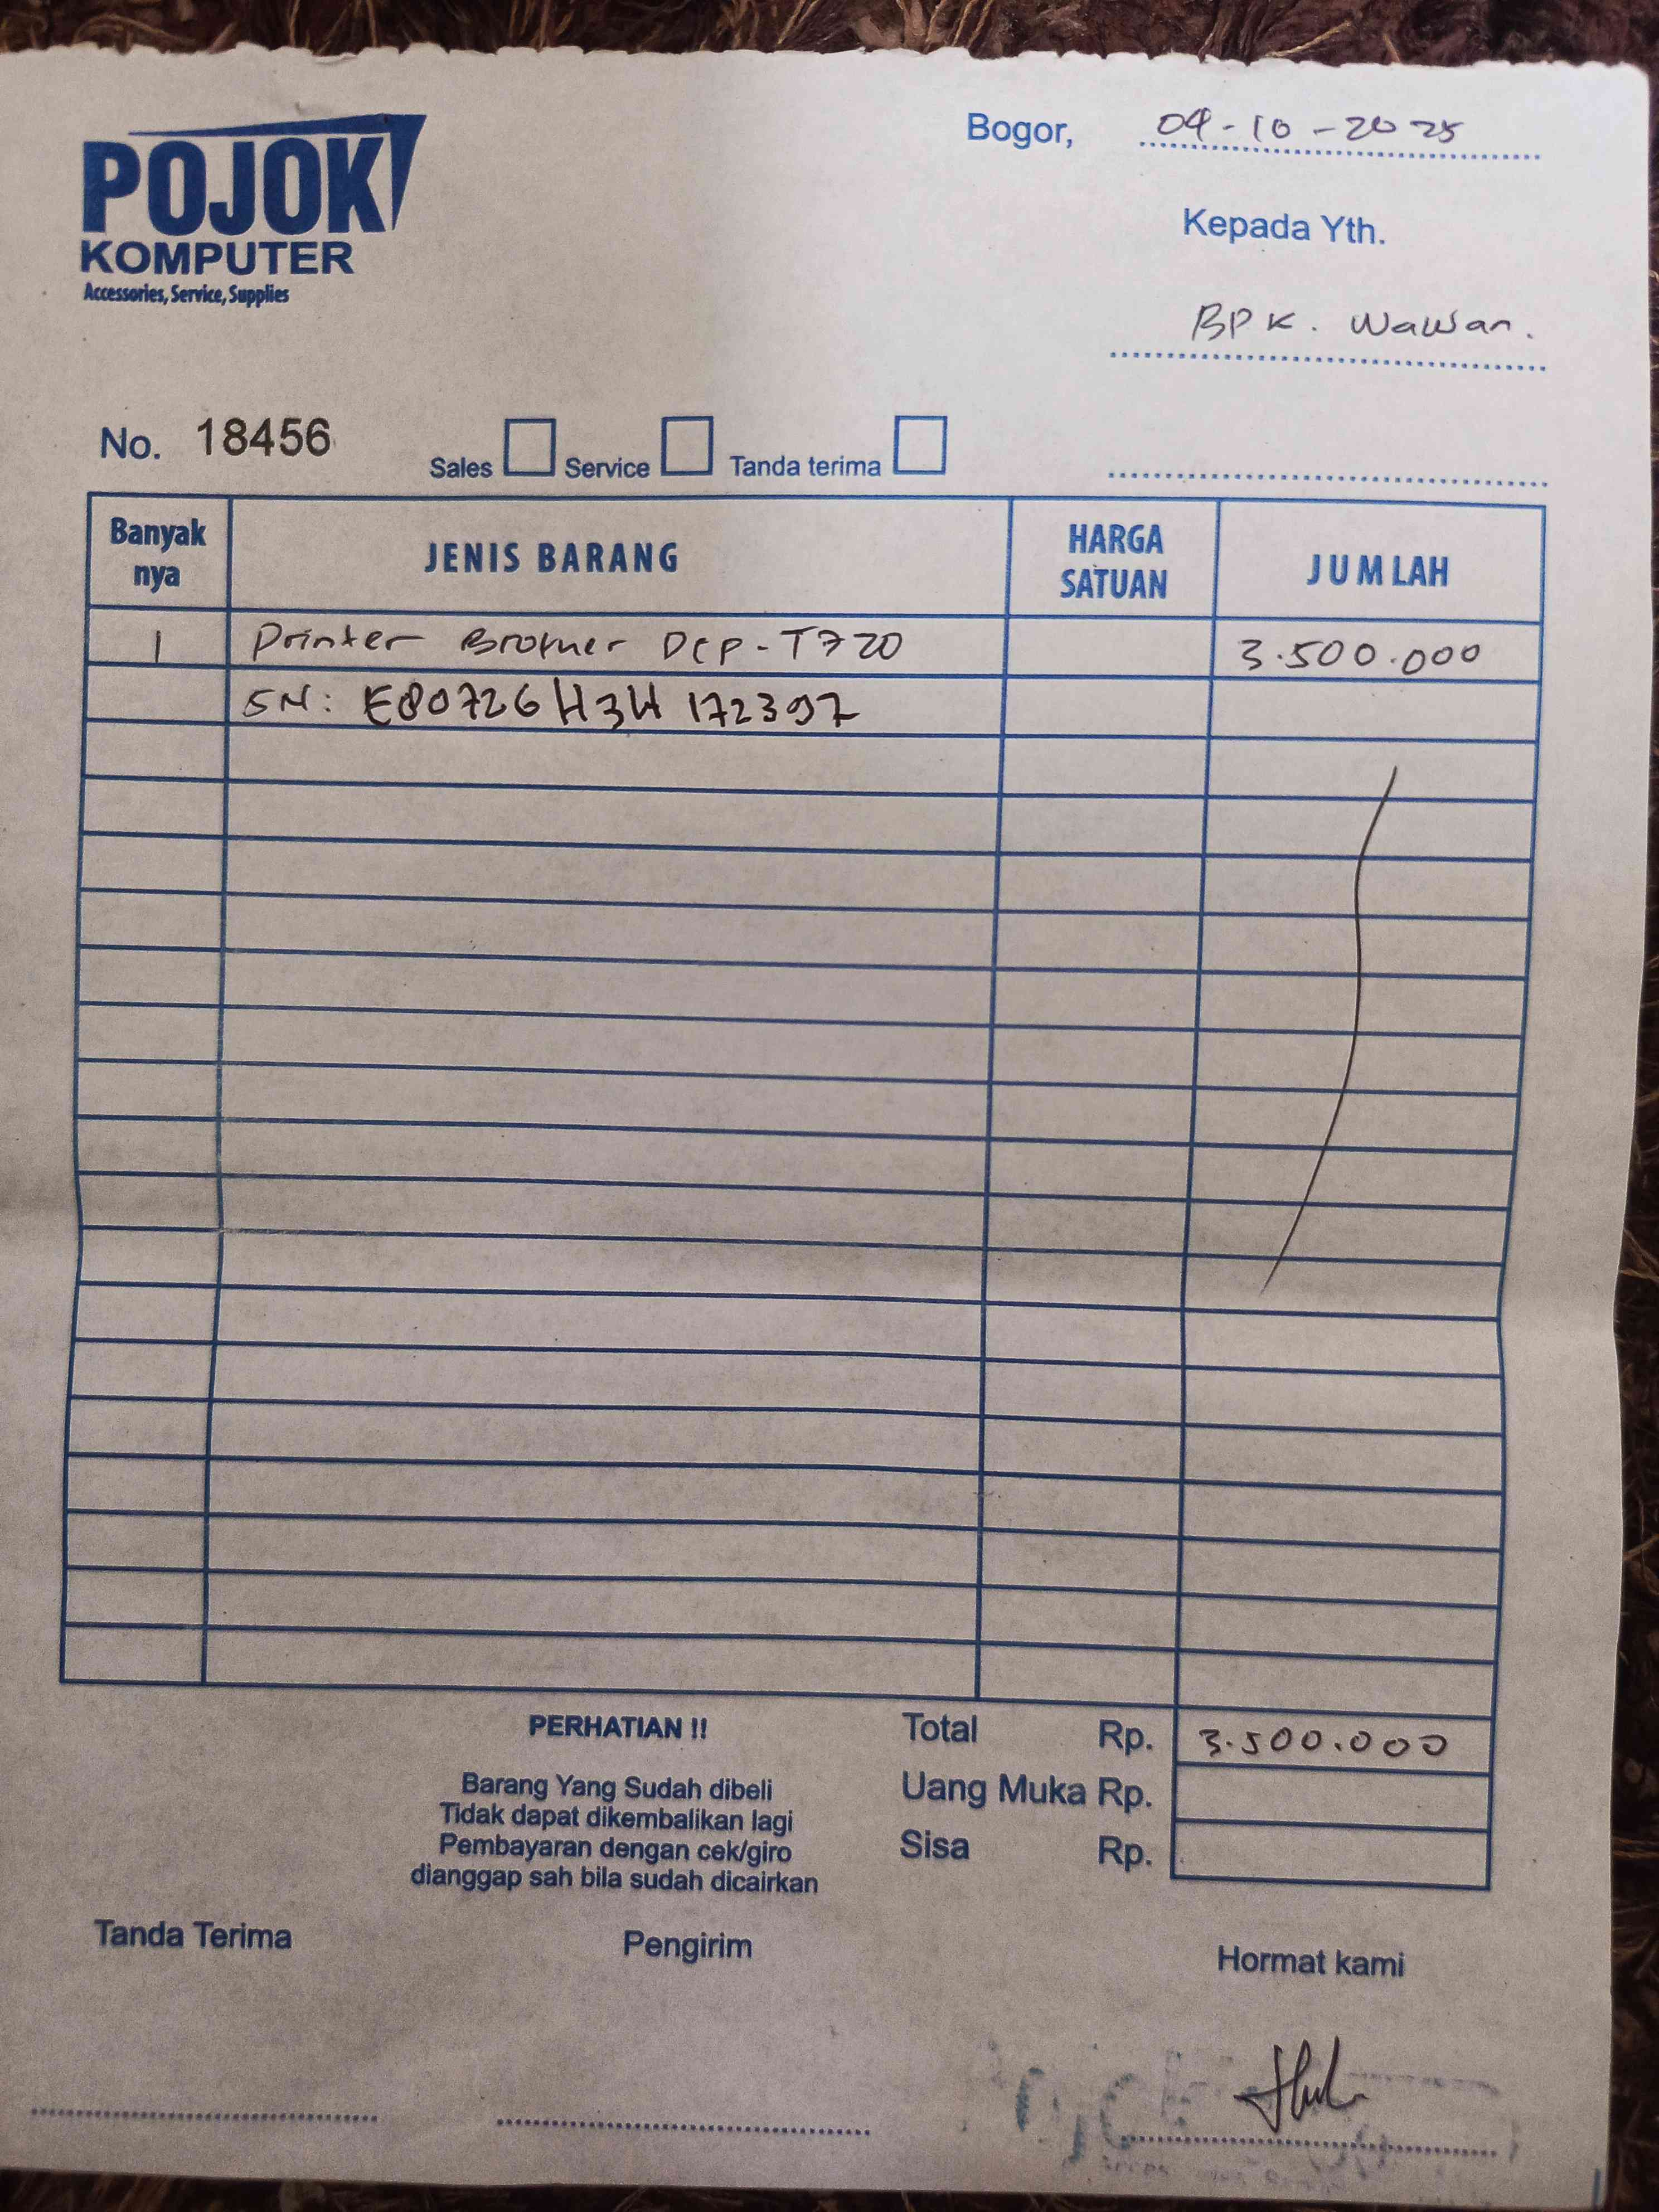 POJOK
KOMPUTER
Accessories, Service, Supplies
Bogor, 04-10-2025
Kepada Yth.
BPK. Wawan.
No. 18456 Sales Service Tanda terima
Banyak nya JENIS BARANG HARGA SATUAN JUMLAH
1 Printer Brother DCP-T720 3.500.000
SN: E80726H3H172397
PERHATIAN !!
Barang Yang Sudah dibeli
Tidak dapat dikembalikan lagi
Pembayaran dengan cek/giro
dianggap sah bila sudah dicairkan
Total Rp. 3.500.000
Uang Muka Rp.
Sisa Rp.
Tanda Terima Pengirim Hormat kami